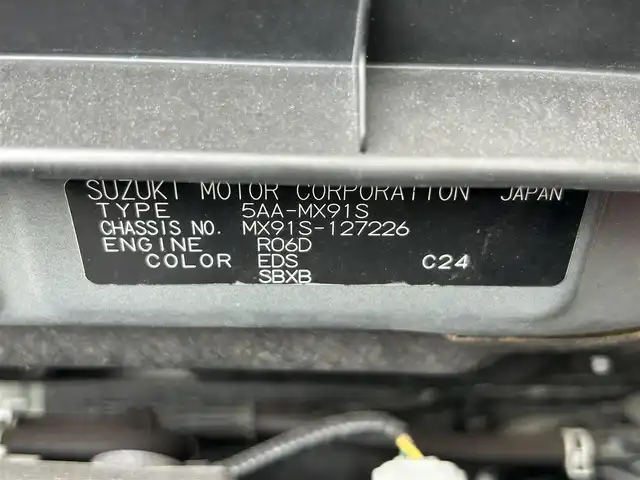 SUZUKI MOTOR CORPORATION JAPAN
TYPE 5AA-MX91S
CHASSIS NO. MX91S-127226
ENGINE R06D
COLOR EDS C24
SBXB